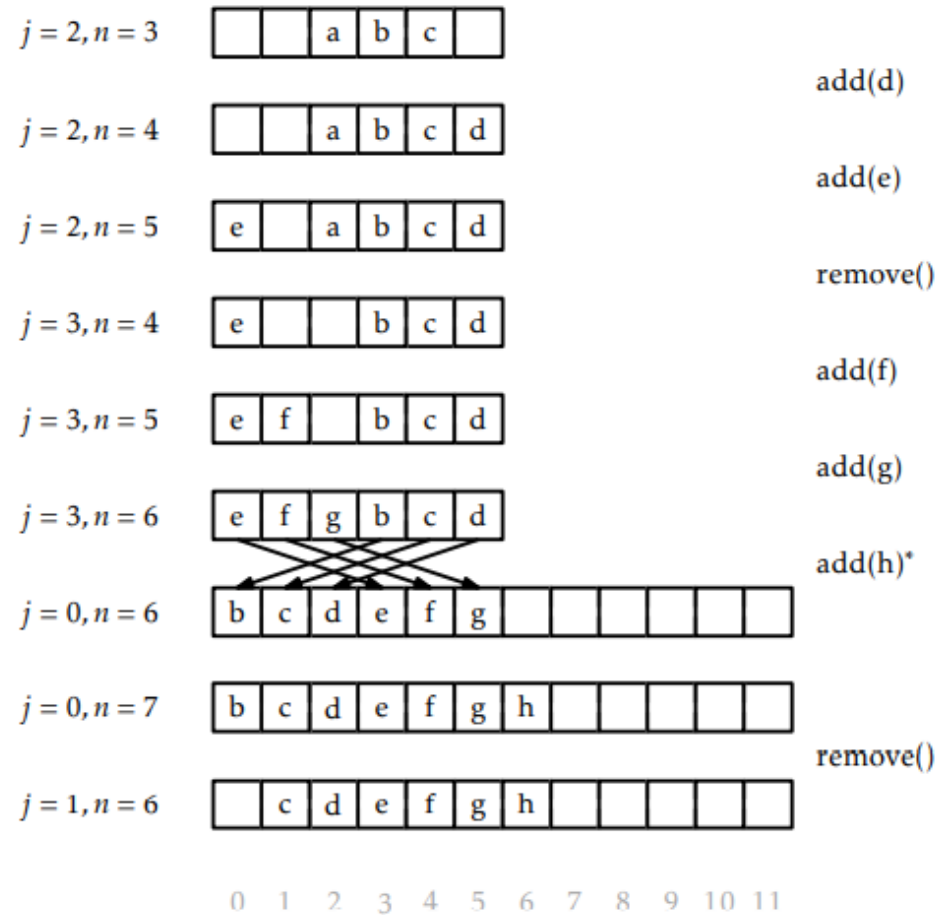 j = 2, n = 3 a b c
add(d)
j = 2, n = 4 a b c d
add(e)
j = 2, n = 5 e a b c d
remove()
j = 3, n = 4 e b c d
add(f)
j = 3, n = 5 e f b c d
add(g)
j = 3, n = 6 e f g b c d
add(h)*
j = 0, n = 6 b c d e f g
j = 0, n = 7 b c d e f g h
remove()
j = 1, n = 6 c d e f g h
0 1 2 3 4 5 6 7 8 9 10 11